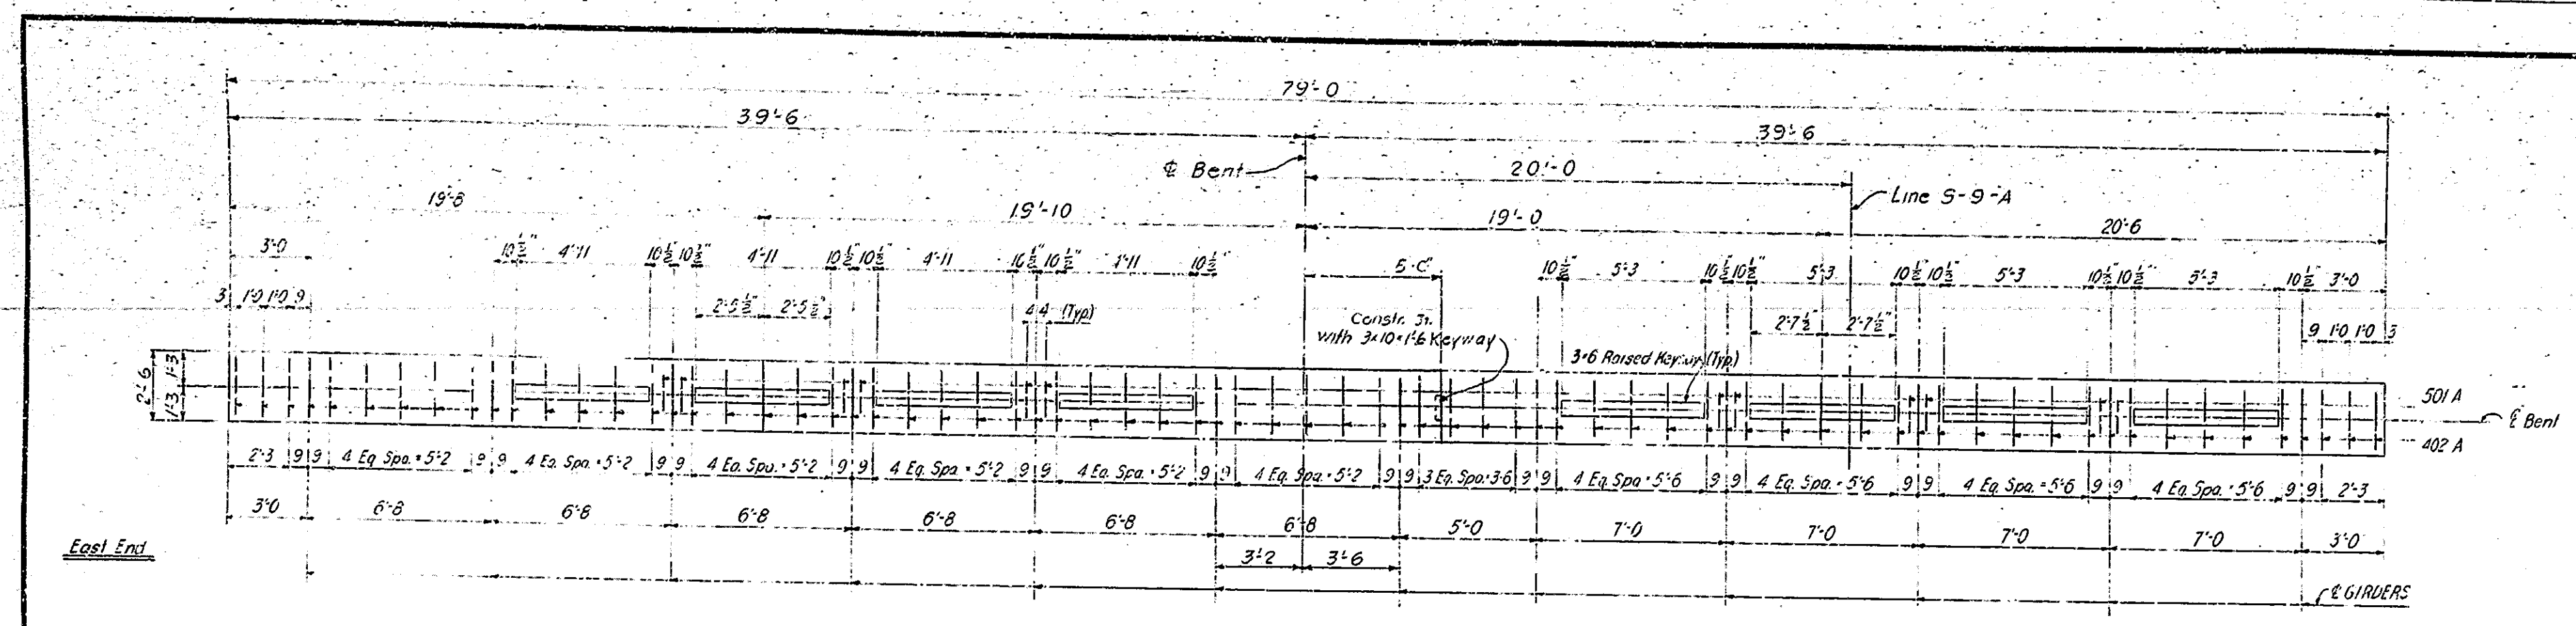 79'-0
39'-6
39'-6
℄ Bent
20'-0
Line S-9-A
19'-8
19'-10
19'-0
20'-6
3'-0
10½" 4'-11 10½" 10½" 4'-11 10½" 10½" 4'-11 10½" 10½" 4'-11 10½"
5'-0"
10½" 5'-3 10½" 10½" 5'-3 10½" 10½" 5'-3 10½" 10½" 5'-3 10½" 3'-0
3 1'-0 1'-0 9
2'-5½" 2'-5½"
4 4 (Typ.)
Constr. Jt.
with 3x10x1'-6 Keyway
3x6 Raised Keyway (Typ.)
2'-7½" 2'-7½"
9 1'-0 1'-0 3
2'-6
1'-3 1'-3
501 A
℄ Bent
402 A
2'-3 9 9 4 Eq. Spa. = 5'-2 9 9 4 Eq. Spa. = 5'-2 9 9 4 Eq. Spa. = 5'-2 9 9 4 Eq. Spa. = 5'-2 9 9 4 Eq. Spa. = 5'-2 9 9 4 Eq. Spa. = 5'-2 9 9 3 Eq. Spa. = 3'-6 9 9 4 Eq. Spa. = 5'-6 9 9 4 Eq. Spa. = 5'-6 9 9 4 Eq. Spa. = 5'-6 9 9 4 Eq. Spa. = 5'-6 9 9 2'-3
3'-0 6'-8 6'-8 6'-8 6'-8 6'-8 6'-8 5'-0 7'-0 7'-0 7'-0 7'-0 3'-0
East End
3'-2 3'-6
℄ GIRDERS